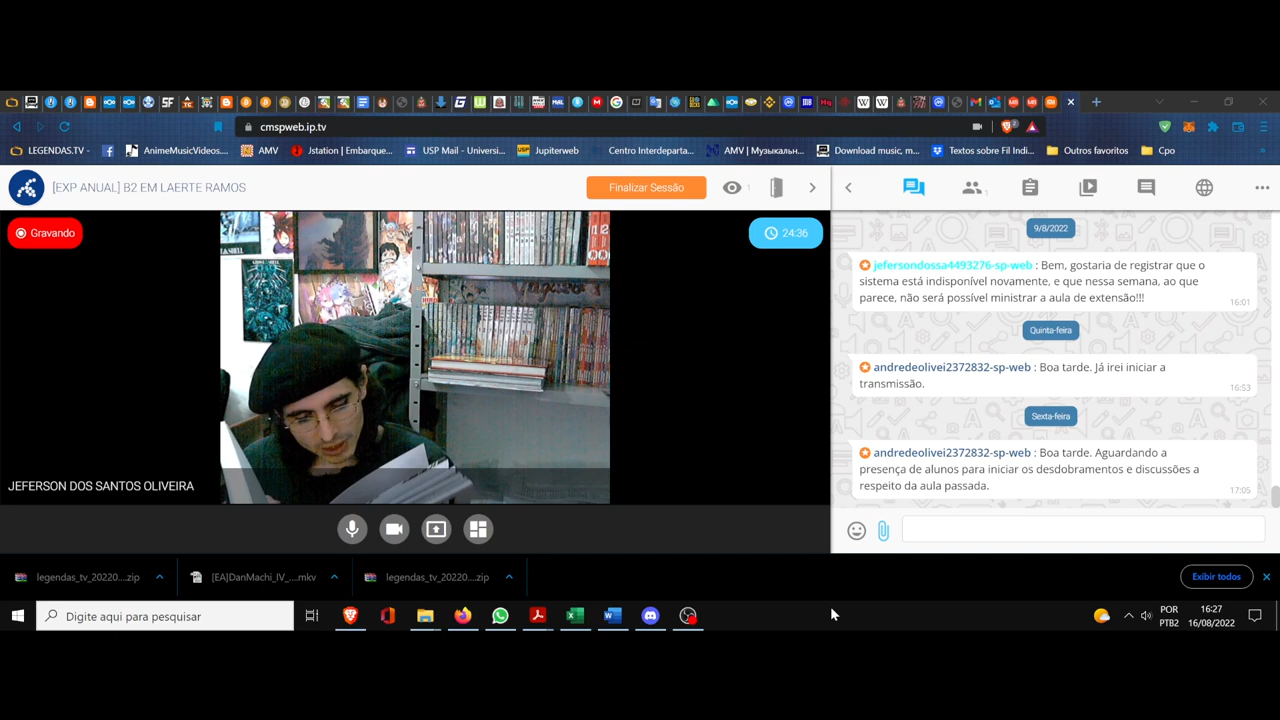 cmspweb.ip.tv
2
LEGENDAS.TV -
AnimeMusicVideos....
AMV
Jstation | Embarque...
USP Mail - Universi...
Jupiterweb
Centro Interdeparta...
AMV | Музыкальн...
Download music, m...
Textos sobre Fil Indi...
Outros favoritos
Cpo
[EXP ANUAL] B2 EM LAERTE RAMOS
Finalizar Sessão
1
1
Gravando
24:36
JEFERSON DOS SANTOS OLIVEIRA
9/8/2022
jefersondossa4493276-sp-web : Bem, gostaria de registrar que o
sistema está indisponível novamente, e que nessa semana, ao que
parece, não será possível ministrar a aula de extensão!!!
16:01
Quinta-feira
andredeolivei2372832-sp-web : Boa tarde. Já irei iniciar a
transmissão.
16:53
Sexta-feira
andredeolivei2372832-sp-web : Boa tarde. Aguardando a
presença de alunos para iniciar os desdobramentos e discussões a
respeito da aula passada.
17:05
legendas_tv_20220....zip
[EA]DanMachi_IV_....mkv
legendas_tv_20220....zip
Exibir todos
Digite aqui para pesquisar
POR
PTB2
16:27
16/08/2022